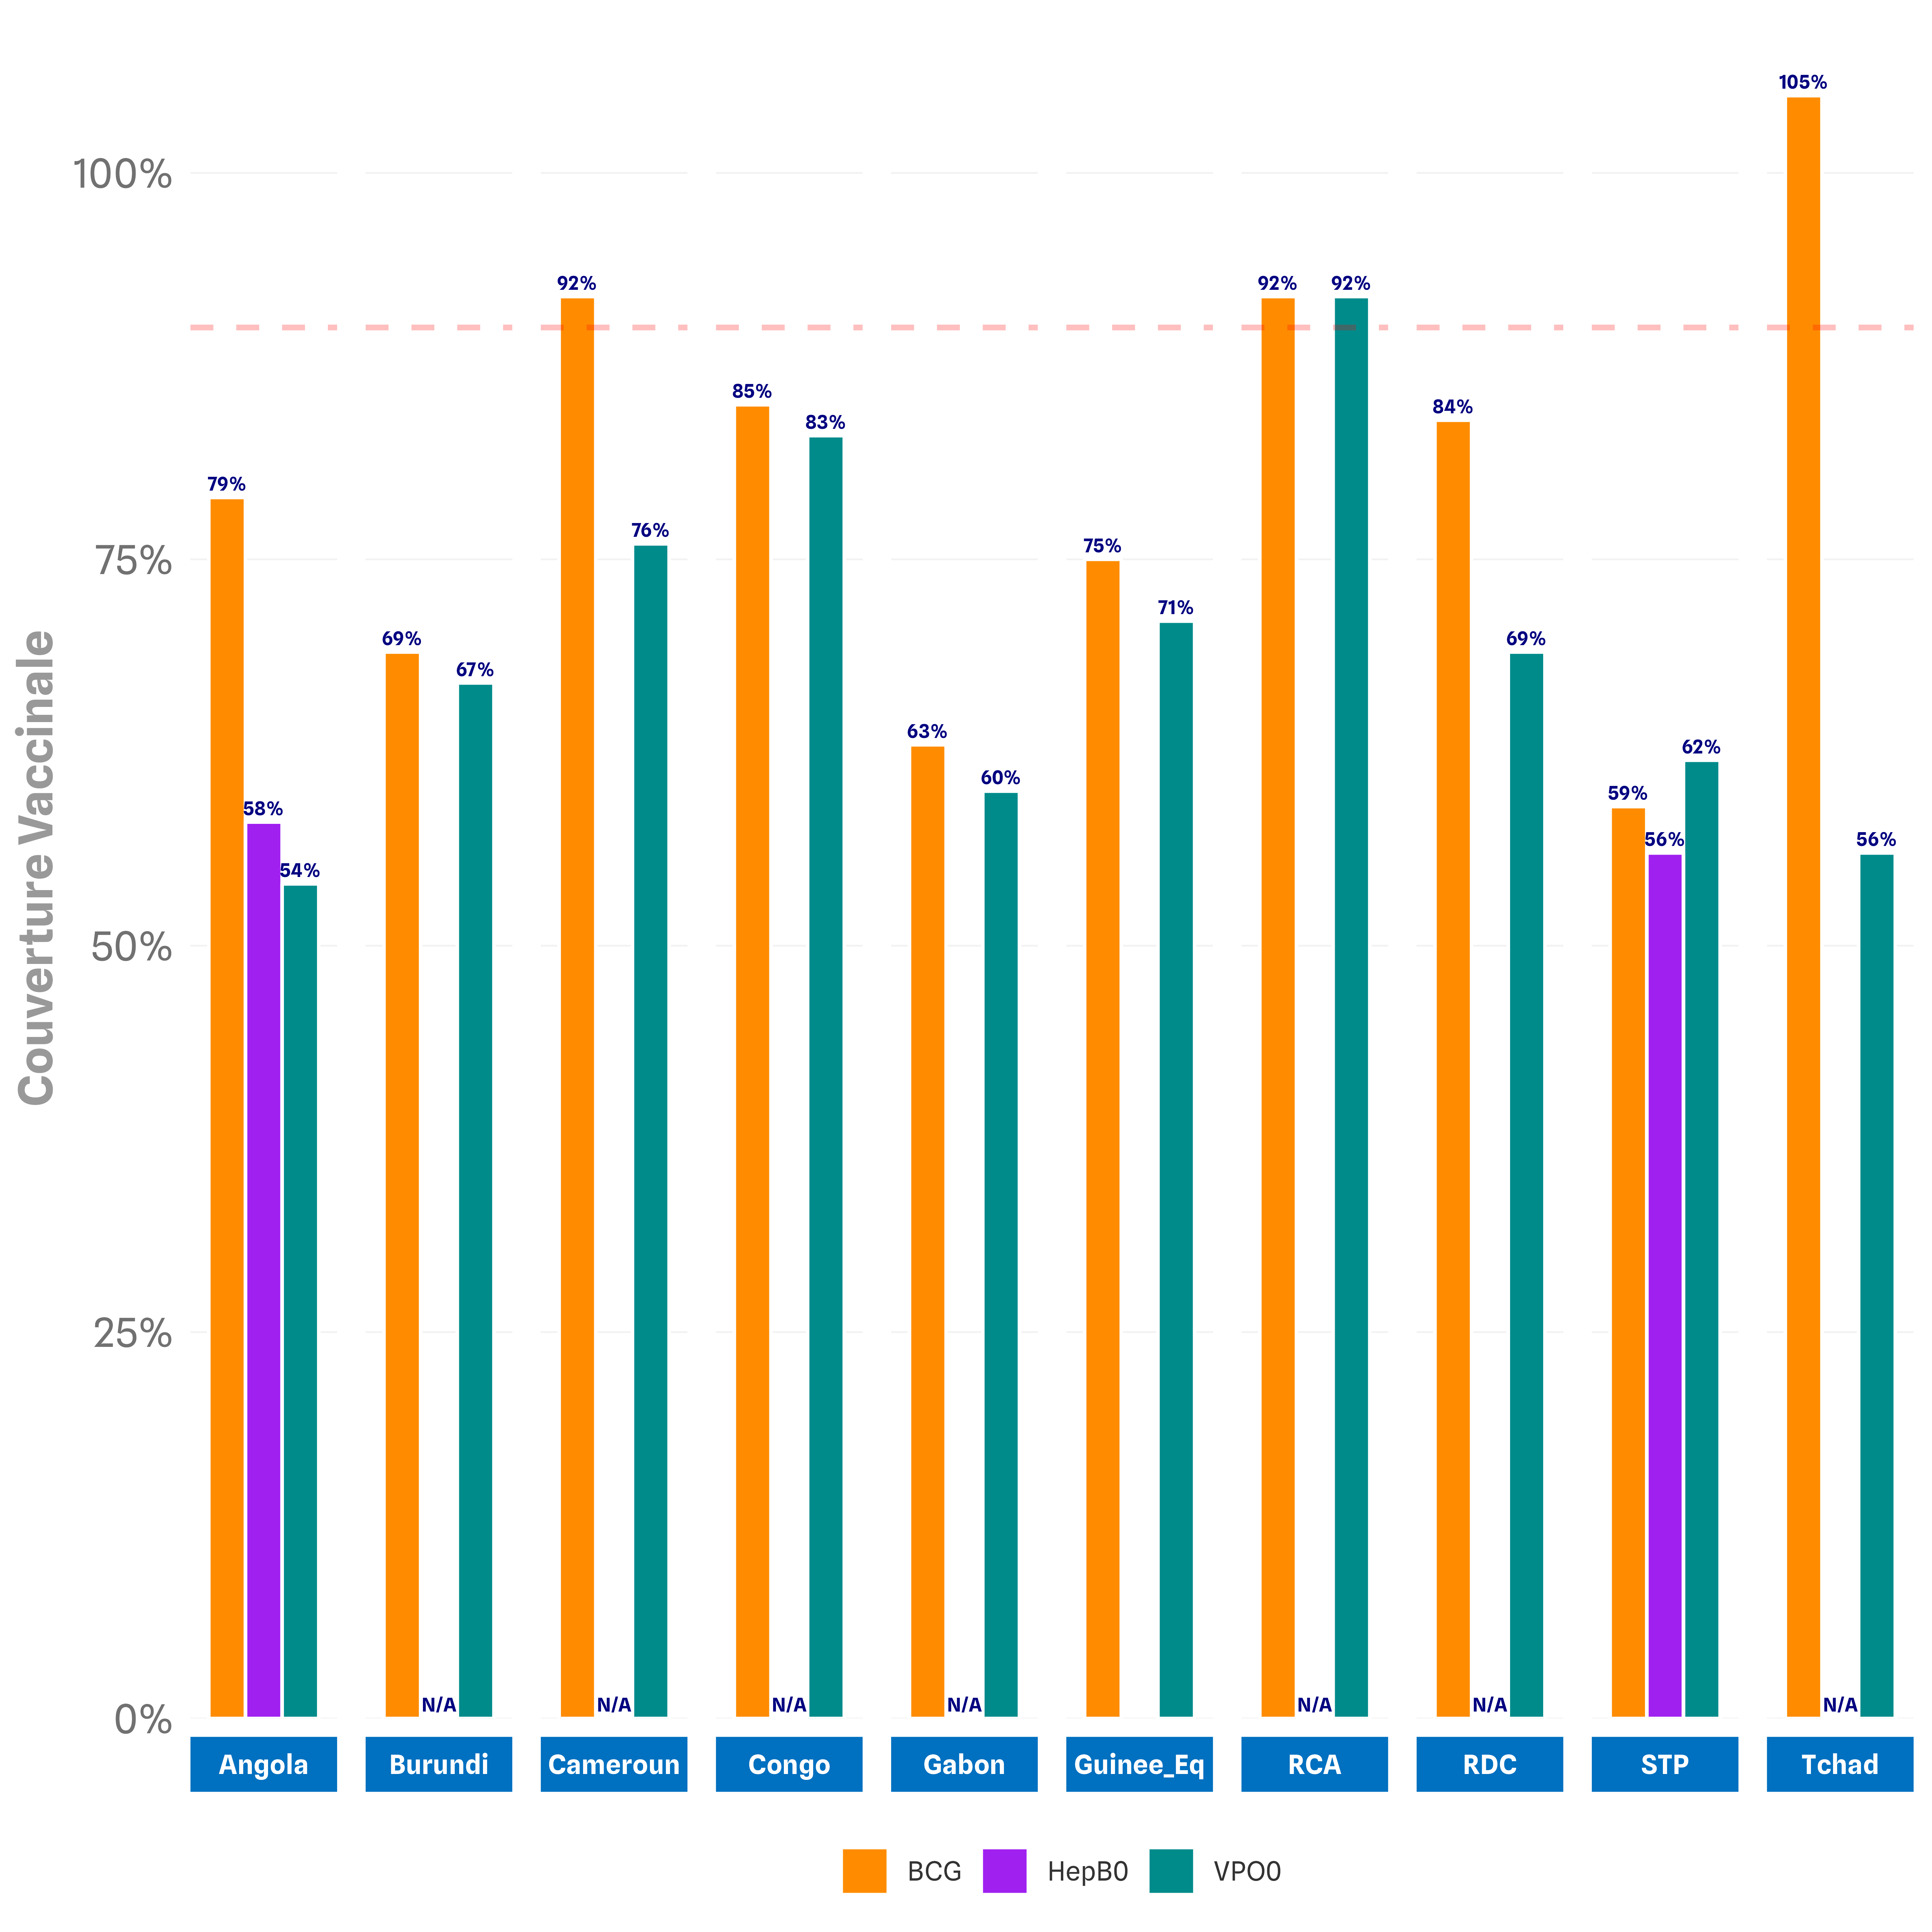 105%
100%
92%
92%
92%
85%
83%
84%
79%
76%
75%
75%
71%
69%
67%
69%
63%
60%
62%
59%
58%
56%
56%
54%
50%
25%
0%
N/A
N/A
N/A
N/A
N/A
N/A
N/A
Couverture Vaccinale
Angola
Burundi
Cameroun
Congo
Gabon
Guinee_Eq
RCA
RDC
STP
Tchad
BCG
HepB0
VPO0